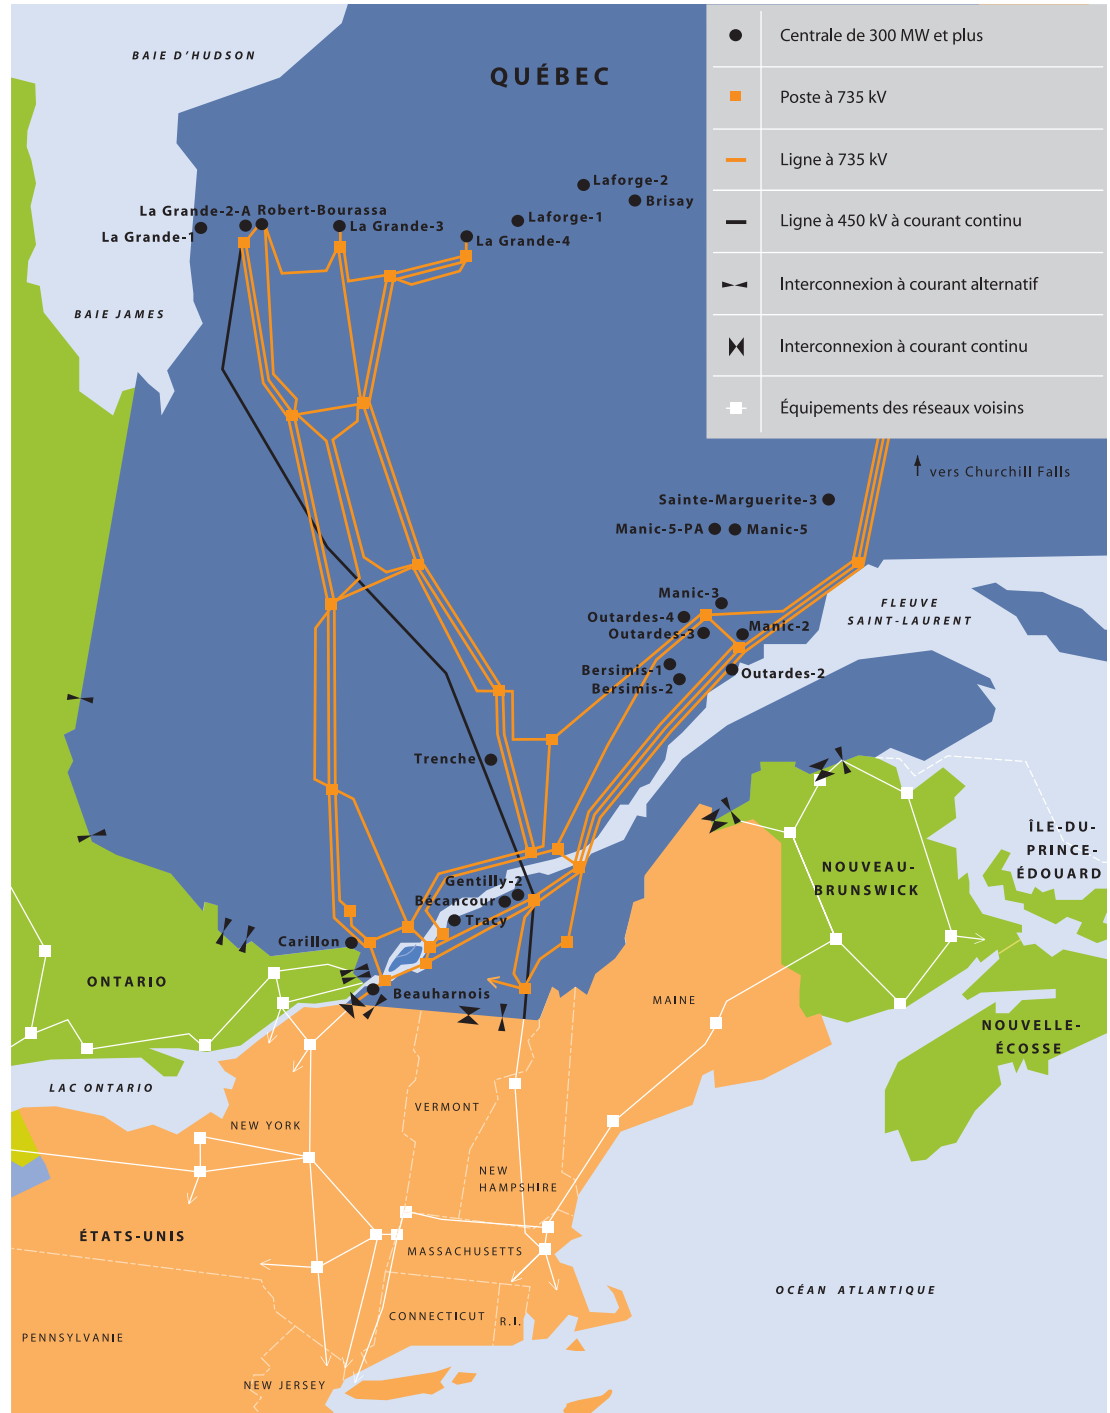 BAIE D'HUDSON
QUÉBEC
Centrale de 300 MW et plus
Poste à 735 kV
Ligne à 735 kV
Ligne à 450 kV à courant continu
Interconnexion à courant alternatif
Interconnexion à courant continu
Équipements des réseaux voisins
Laforge-2
Brisay
La Grande-2-A
Robert-Bourassa
Laforge-1
La Grande-1
La Grande-3
La Grande-4
BAIE JAMES
vers Churchill Falls
Sainte-Marguerite-3
Manic-5-PA
Manic-5
Manic-3
FLEUVE
SAINT-LAURENT
Outardes-4
Outardes-3
Manic-2
Bersimis-1
Bersimis-2
Outardes-2
Trenche
ÎLE-DU-
PRINCE-
ÉDOUARD
NOUVEAU-
BRUNSWICK
Gentilly-2
Bécancour
Tracy
Carillon
ONTARIO
Beauharnois
MAINE
NOUVELLE-
ÉCOSSE
LAC ONTARIO
VERMONT
NEW YORK
NEW
HAMPSHIRE
ÉTATS-UNIS
MASSACHUSETTS
OCÉAN ATLANTIQUE
CONNECTICUT
R.I.
PENNSYLVANIE
NEW JERSEY